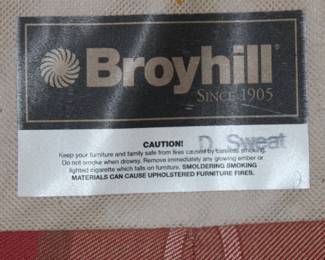 Broyhill
SINCE 1905
D. Sweat
CAUTION!
Keep your furniture and family safe from fires caused by careless smoking.
Do not smoke when drowsy. Remove immediately any glowing ember or
lighted cigarette which falls on furniture. SMOLDERING SMOKING
MATERIALS CAN CAUSE UPHOLSTERED FURNITURE FIRES.